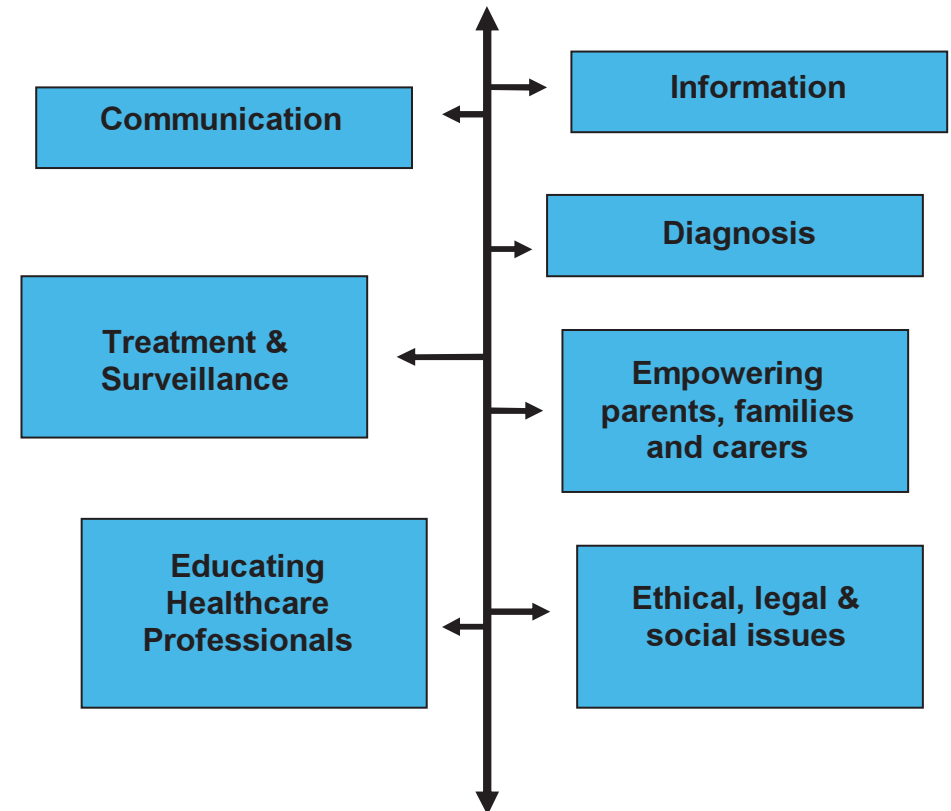 Information
Communication
Diagnosis
Treatment &
Surveillance
Empowering
parents, families
and carers
Educating
Healthcare
Professionals
Ethical, legal &
social issues